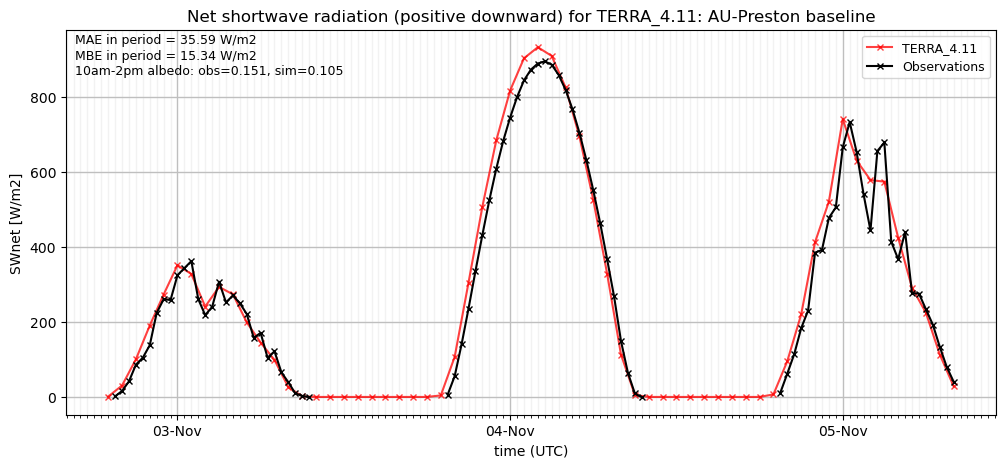 Net shortwave radiation (positive downward) for TERRA_4.11: AU-Preston baseline
MAE in period = 35.59 W/m2
MBE in period = 15.34 W/m2
10am-2pm albedo: obs=0.151, sim=0.105
TERRA_4.11
Observations
SWnet [W/m2]
800
600
400
200
0
03-Nov
04-Nov
05-Nov
time (UTC)